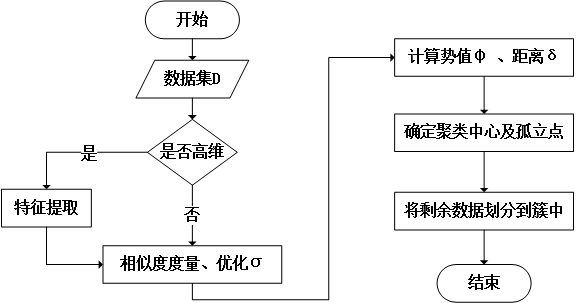 开始
数据集D
是否高维
是
否
特征提取
相似度度量、优化σ
计算势值φ 、距离δ
确定聚类中心及孤立点
将剩余数据划分到簇中
结束